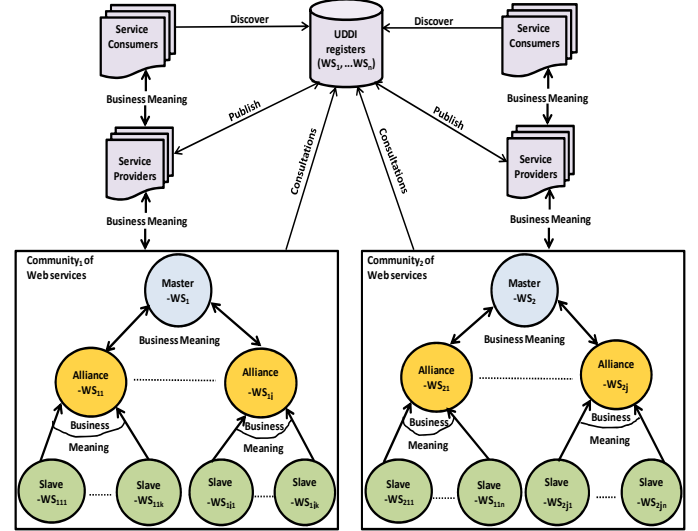 Service
Consumers
Discover
UDDI
registers
(WS1, ...WSn)
Discover
Service
Consumers
Business Meaning
Business Meaning
Publish
Publish
Consultations
Consultations
Service
Providers
Service
Providers
Business Meaning
Business Meaning
Community1 of
Web services
Master
-WS1
Business Meaning
Alliance
-WS11
Alliance
-WS1j
Business
Meaning
Business
Meaning
Slave
-WS111
Slave
-WS11k
Slave
-WS1j1
Slave
-WS1jk
Community2 of
Web services
Master
-WS2
Business Meaning
Alliance
-WS21
Alliance
-WS2j
Business
Meaning
Business
Meaning
Slave
-WS211
Slave
-WS11n
Slave
-WS2j1
Slave
-WS2jn